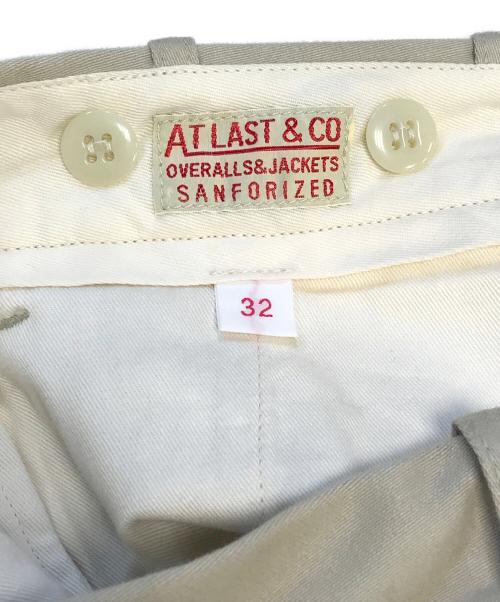 AT LAST & CO
OVERALLS&JACKETS
SANFORIZED
32